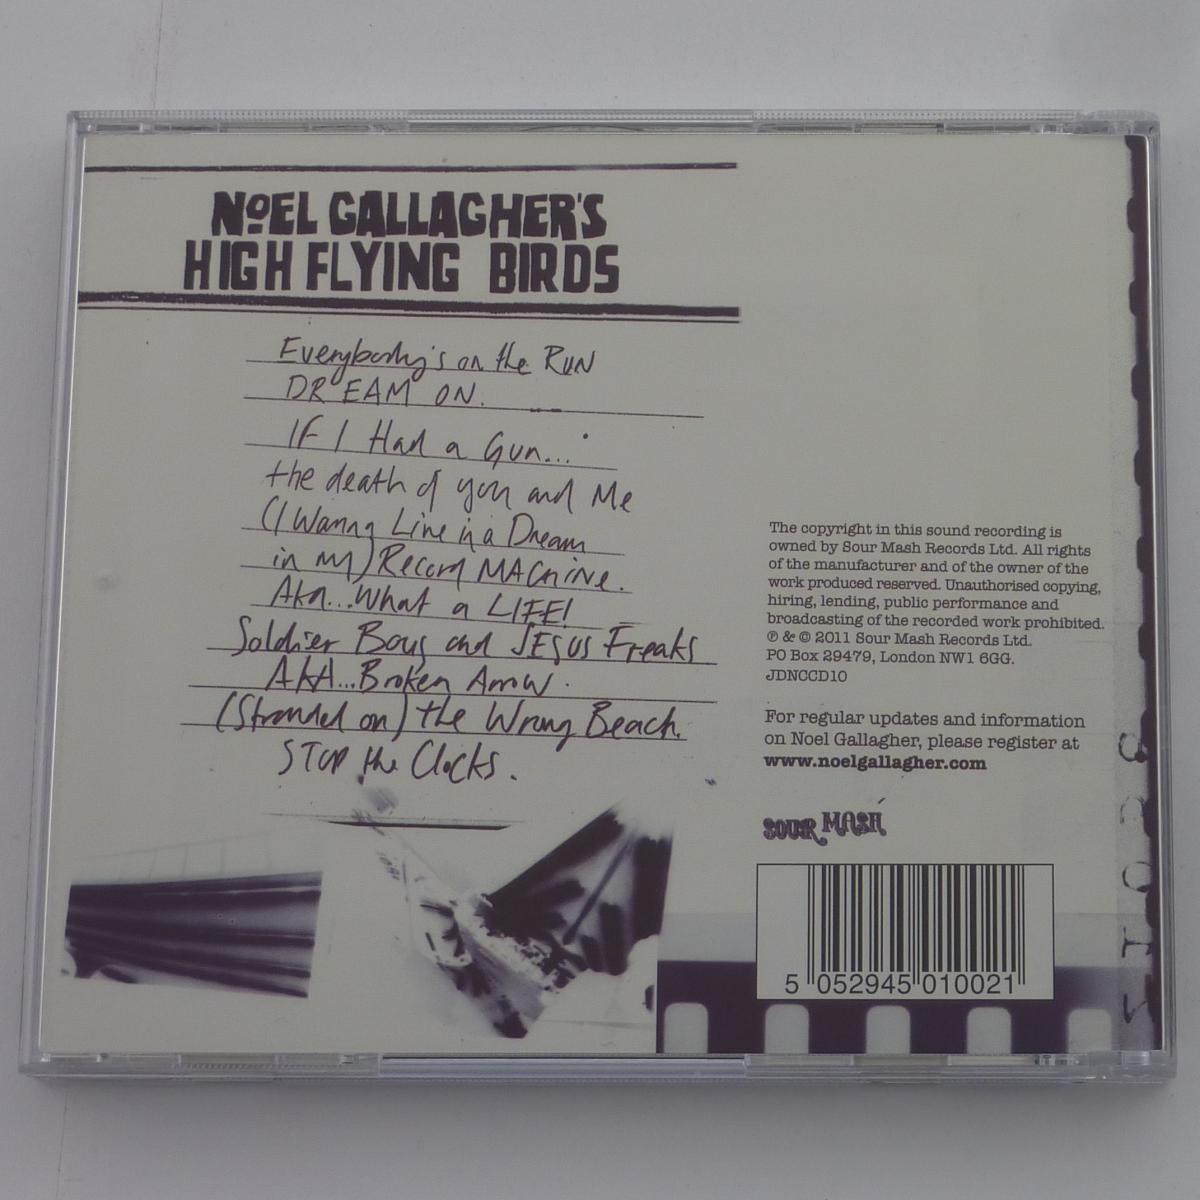 NOEL GALLAGHER'S
HIGH FLYING BIRDS
Everybody's on the RUN
DREAM ON.
IF I Had a Gun...
the death of you and Me
(I Wanna Live in a Dream
in my) Record MACHINE.
AKA...What a LIFE!
Soldier Boys and JESUS Freaks
AKA...Broken Arrow.
(Stranded on) the Wrong Beach.
STOP the Clocks.
The copyright in this sound recording is
owned by Sour Mash Records Ltd. All rights
of the manufacturer and of the owner of the
work produced reserved. Unauthorised copying,
hiring, lending, public performance and
broadcasting of the recorded work prohibited.
℗ & © 2011 Sour Mash Records Ltd.
PO Box 29479, London NW1 6GG.
JDNCCD10
For regular updates and information
on Noel Gallagher, please register at
www.noelgallagher.com
SOUR MASH
5 052945 010021